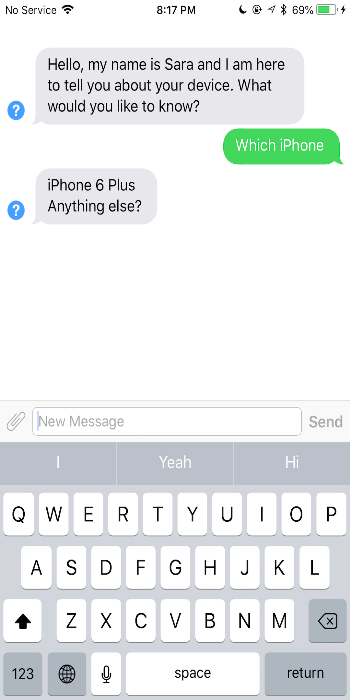 No Service 8:17 PM 69%
Hello, my name is Sara and I am here
to tell you about your device. What
would you like to know?
?
Which iPhone
iPhone 6 Plus
Anything else?
?
New Message Send
I Yeah Hi
Q W E R T Y U I O P
A S D F G H J K L
Z X C V B N M
123 space return